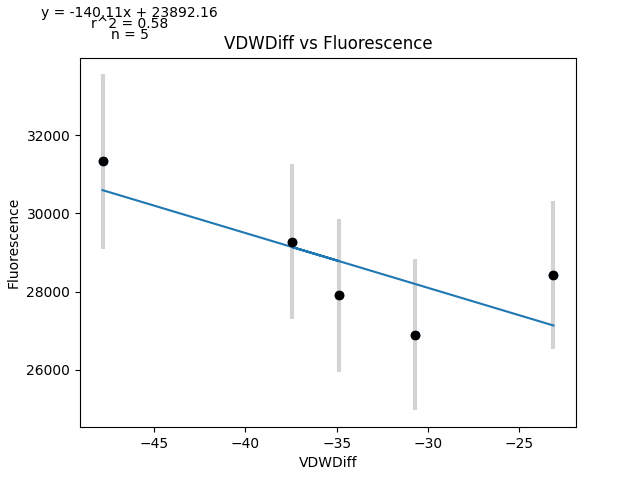 y = -140.11x + 23892.16
r^2 = 0.58
n = 5
VDWDiff vs Fluorescence
Fluorescence
32000
30000
28000
26000
−45
−40
−35
−30
−25
VDWDiff